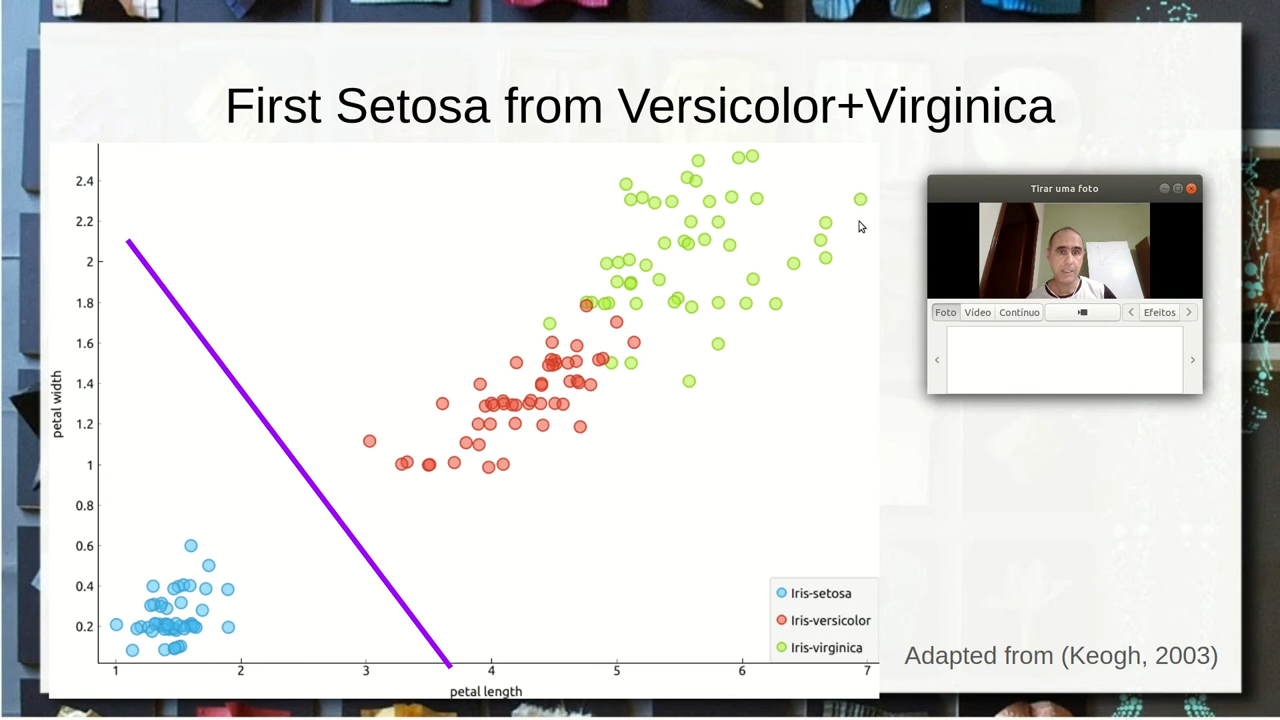 First Setosa from Versicolor+Virginica
2.4
2.2
2
1.8
1.6
1.4
1.2
1
0.8
0.6
0.4
0.2
petal width
1 2 3 4 5 6 7
petal length
Iris-setosa
Iris-versicolor
Iris-virginica
Tirar uma foto
Foto Vídeo Contínuo Efeitos
Adapted from (Keogh, 2003)